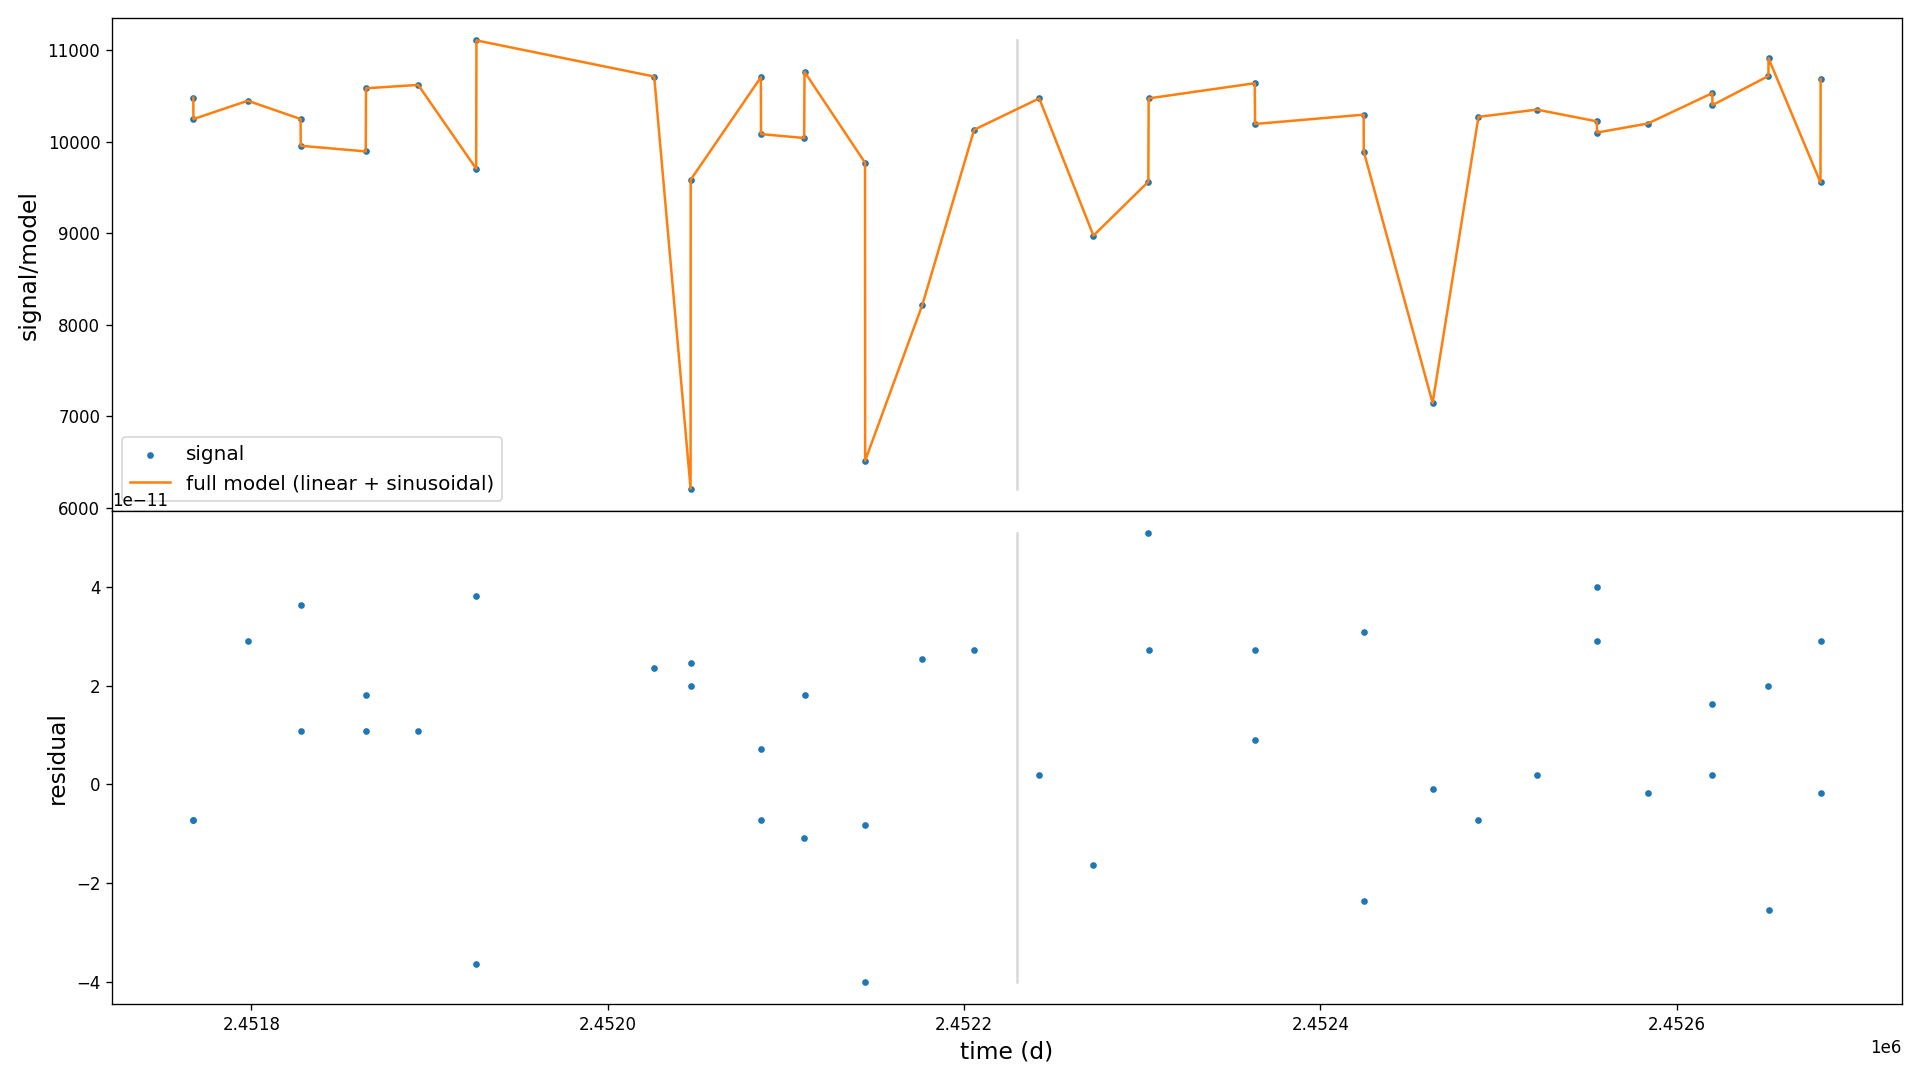 11000
10000
9000
8000
7000
6000
signal/model
signal
full model (linear + sinusoidal)
1e−11
4
2
0
−2
−4
residual
2.4518
2.4520
2.4522
2.4524
2.4526
time (d)
1e6